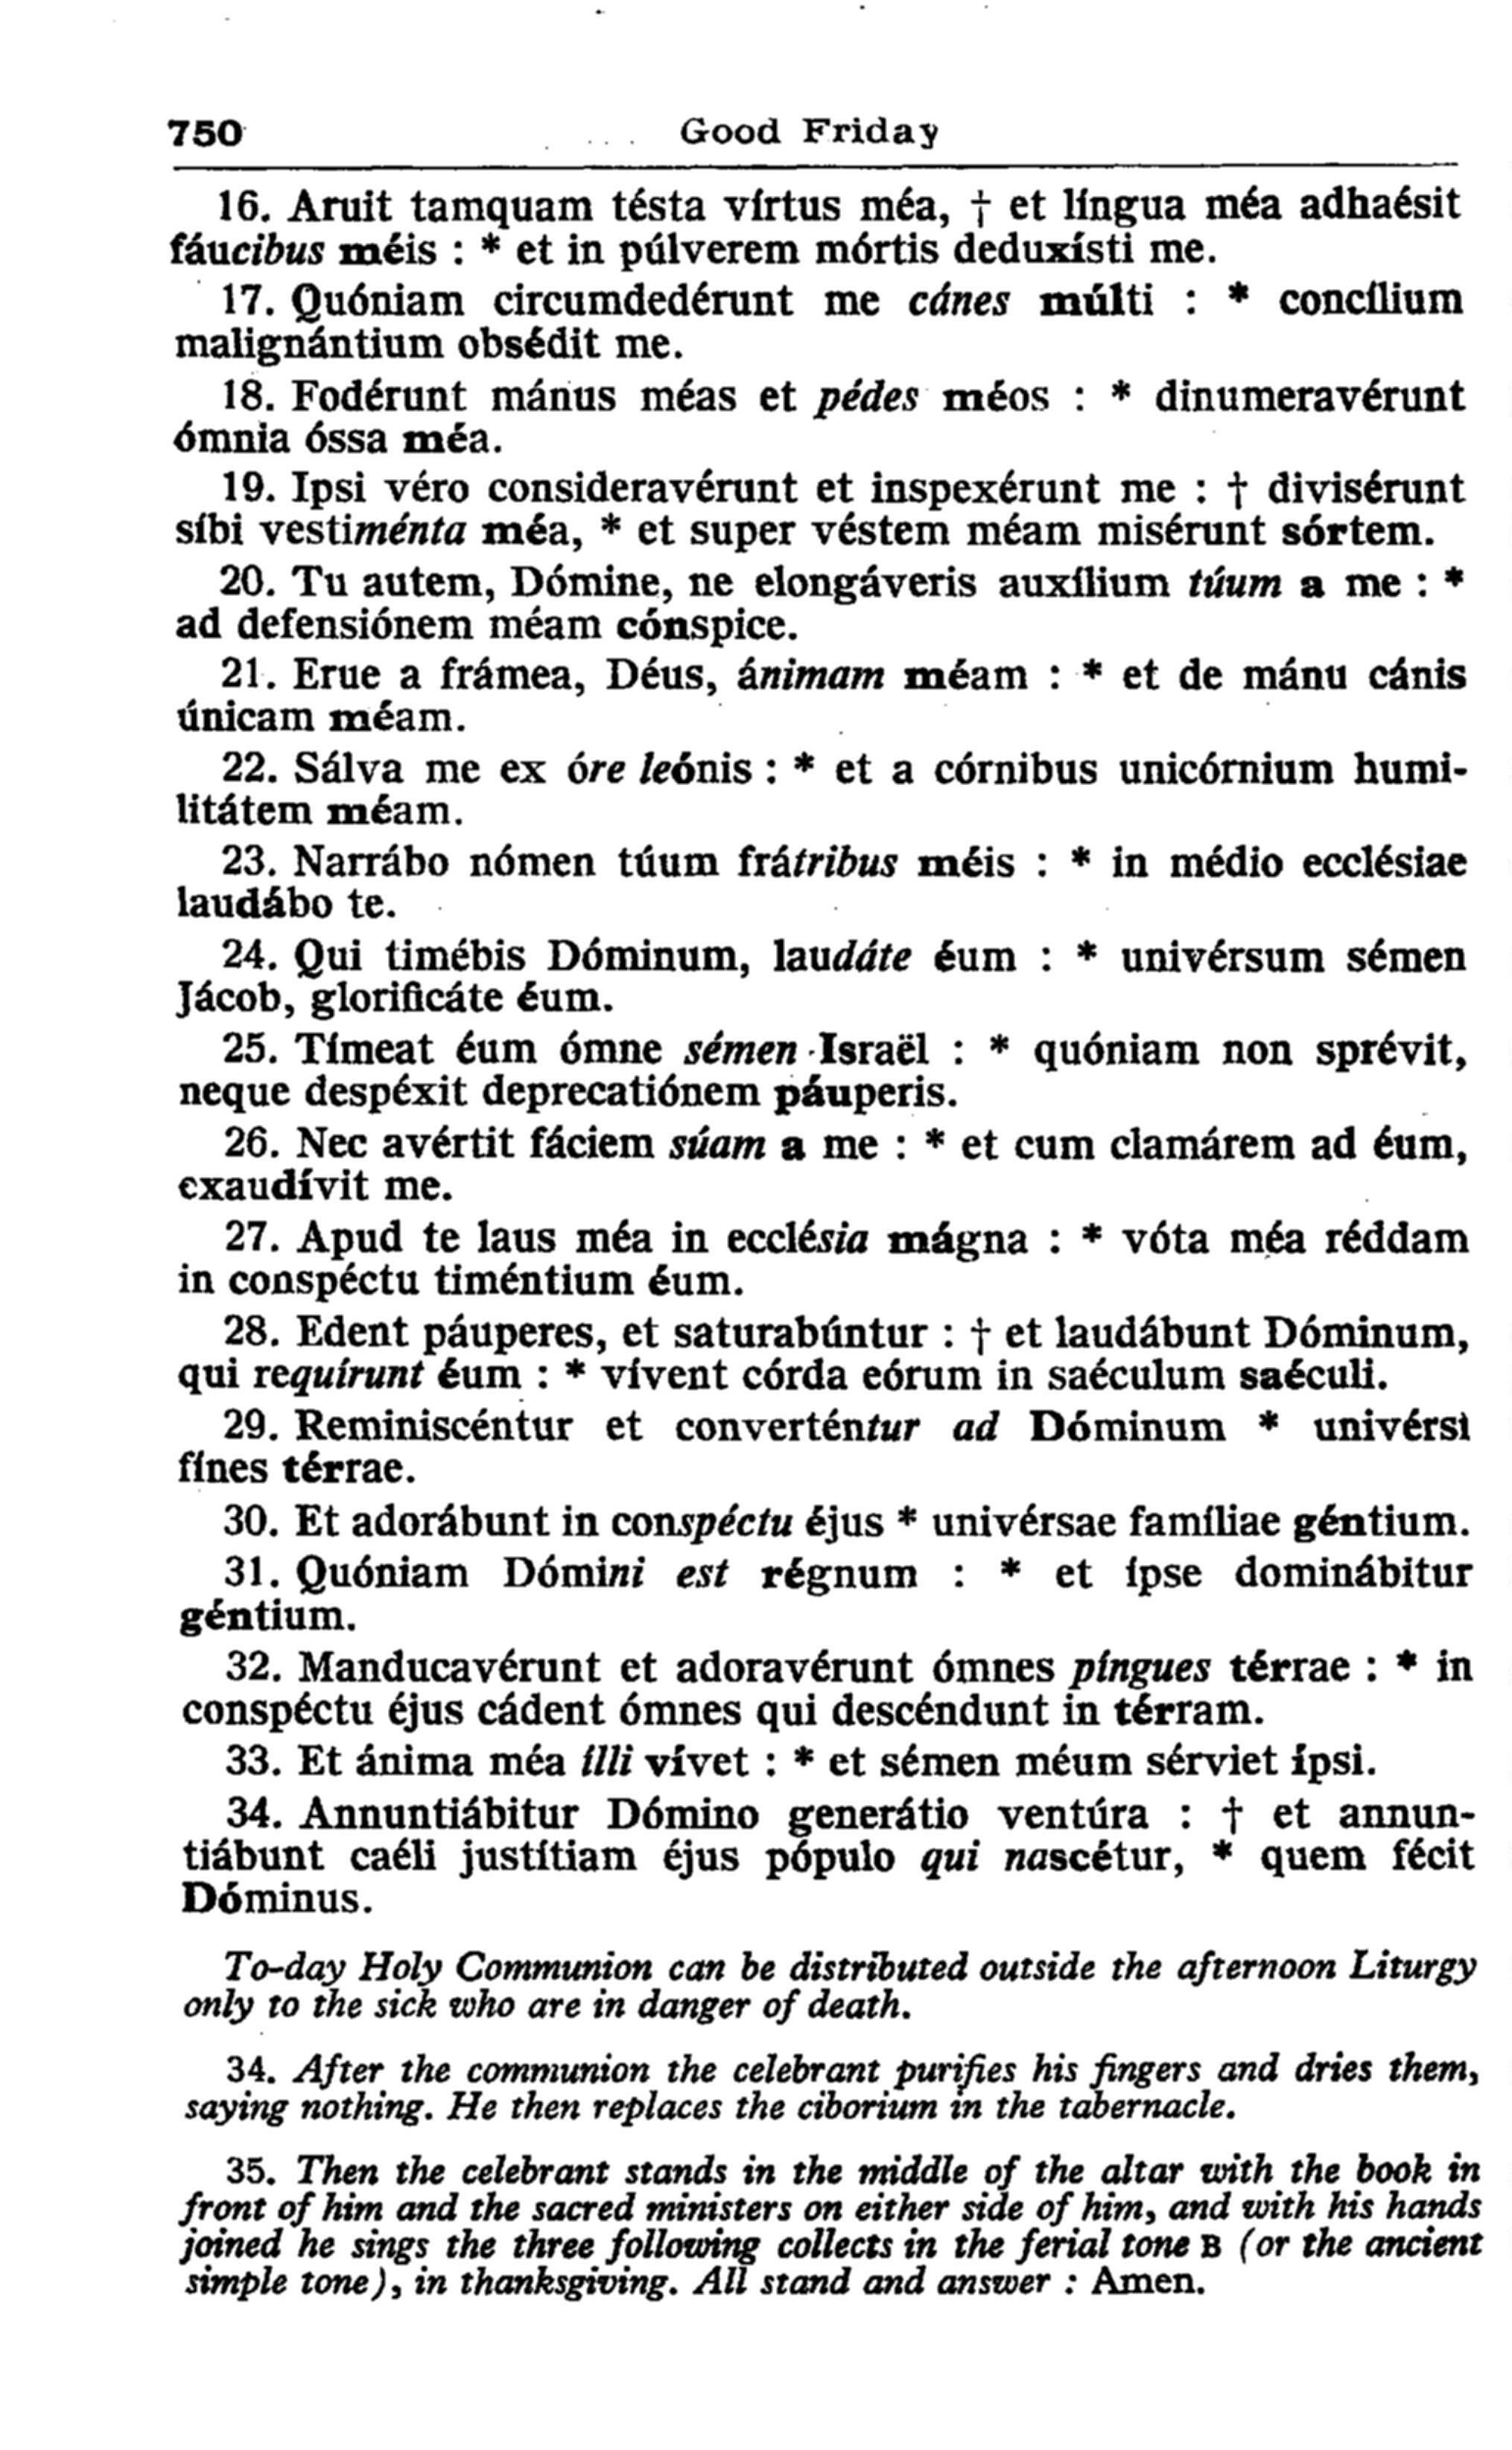 750 Good Friday
16. Aruit tamquam tésta vírtus méa, † et língua méa adhaésit
fáucibus méis : * et in púlverem mórtis deduxísti me.
17. Quóniam circumdedérunt me cánes múlti : * concílium
malignántium obsédit me.
18. Fodérunt mánus méas et pédes méos : * dinumeravérunt
ómnia óssa méa.
19. Ipsi véro consideravérunt et inspexérunt me : † divisérunt
síbi vestiménta méa, * et super véstem méam misérunt sórtem.
20. Tu autem, Dómine, ne elongáveris auxílium túum a me : *
ad defensiónem méam cónspice.
21. Erue a frámea, Déus, ánimam méam : * et de mánu cánis
únicam méam.
22. Sálva me ex óre leónis : * et a córnibus unicórnium humi-
litátem méam.
23. Narrábo nómen túum frátribus méis : * in médio ecclésiae
laudábo te.
24. Qui timébis Dóminum, laudáte éum : * univérsum sémen
Jácob, glorificáte éum.
25. Tímeat éum ómne sémen Israël : * quóniam non sprévit,
neque despéxit deprecatiónem páuperis.
26. Nec avértit fáciem súam a me : * et cum clamárem ad éum,
exaudívit me.
27. Apud te laus méa in ecclésia mágna : * vóta méa réddam
in conspéctu timéntium éum.
28. Edent páuperes, et saturabúntur : † et laudábunt Dóminum,
qui requírunt éum : * vívent córda eórum in saéculum saéculi.
29. Reminiscéntur et converténtur ad Dóminum * univérsi
fínes térrae.
30. Et adorábunt in conspéctu éjus * univérsae famíliae géntium.
31. Quóniam Dómini est régnum : * et ípse dominábitur
géntium.
32. Manducavérunt et adoravérunt ómnes píngues térrae : * in
conspéctu éjus cádent ómnes qui descéndunt in térram.
33. Et ánima méa ílli vívet : * et sémen méum sérviet ípsi.
34. Annuntiábitur Dómino generátio ventúra : † et annun-
tiábunt caéli justítiam éjus pópulo qui nascétur, * quem fécit
Dóminus.
To-day Holy Communion can be distributed outside the afternoon Liturgy
only to the sick who are in danger of death.
34. After the communion the celebrant purifies his fingers and dries them,
saying nothing. He then replaces the ciborium in the tabernacle.
35. Then the celebrant stands in the middle of the altar with the book in
front of him and the sacred ministers on either side of him, and with his hands
joined he sings the three following collects in the ferial tone B (or the ancient
simple tone), in thanksgiving. All stand and answer : Amen.